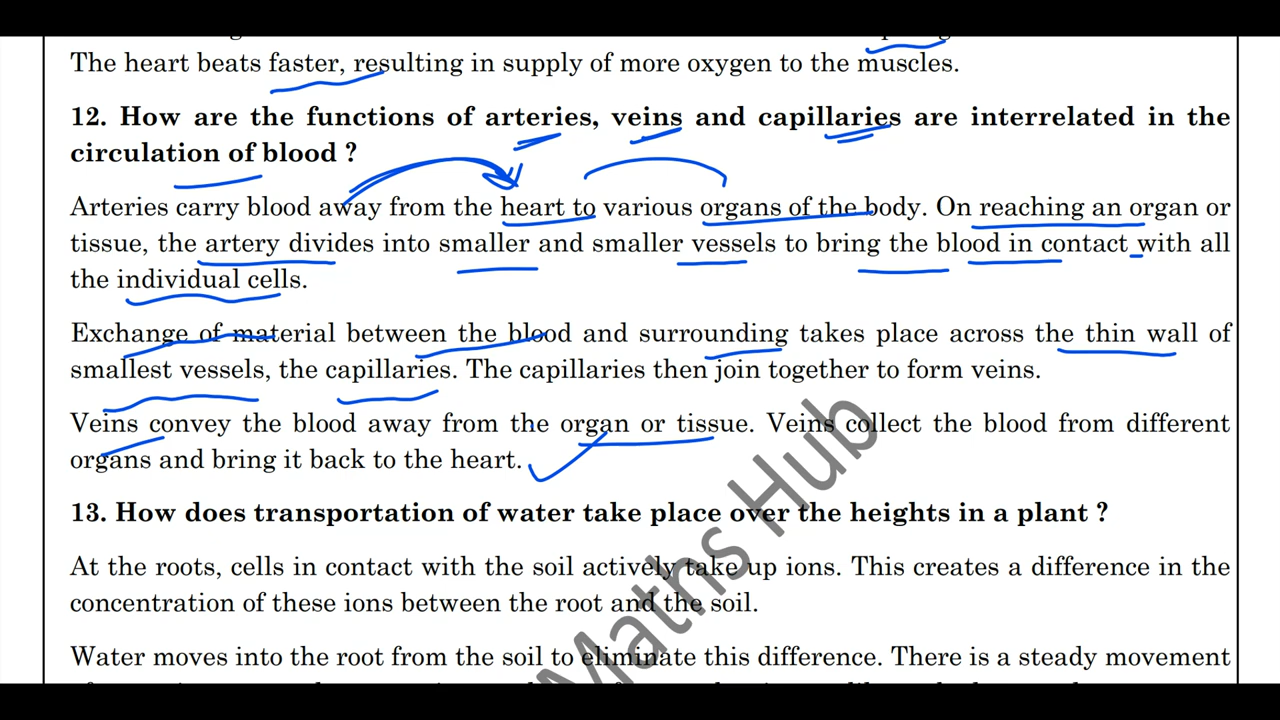 The heart beats faster, resulting in supply of more oxygen to the muscles.
12. How are the functions of arteries, veins and capillaries are interrelated in the
circulation of blood ?
Arteries carry blood away from the heart to various organs of the body. On reaching an organ or
tissue, the artery divides into smaller and smaller vessels to bring the blood in contact with all
the individual cells.
Exchange of material between the blood and surrounding takes place across the thin wall of
smallest vessels, the capillaries. The capillaries then join together to form veins.
Veins convey the blood away from the organ or tissue. Veins collect the blood from different
organs and bring it back to the heart.
13. How does transportation of water take place over the heights in a plant ?
At the roots, cells in contact with the soil actively take up ions. This creates a difference in the
concentration of these ions between the root and the soil.
Water moves into the root from the soil to eliminate this difference. There is a steady movement
Maths Hub